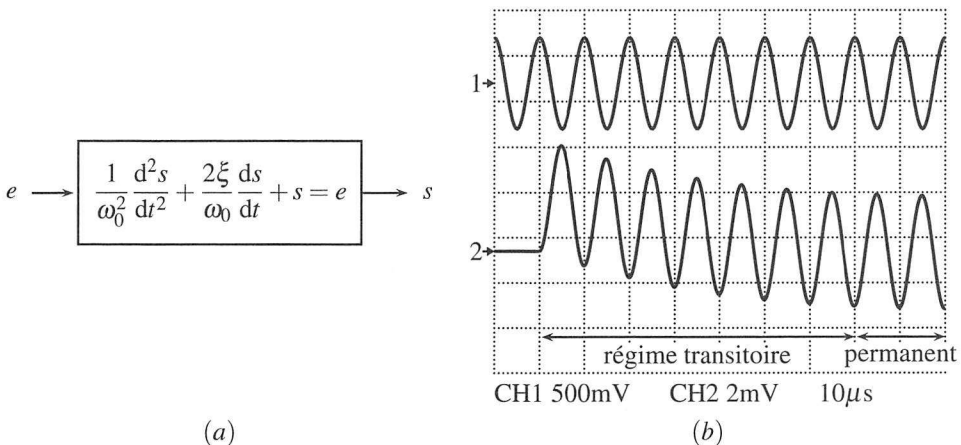 e → 1/ω₀² d²s/dt² + 2ξ/ω₀ ds/dt + s = e → s
(a)
1
2
régime transitoire
permanent
CH1 500mV CH2 2mV 10μs
(b)